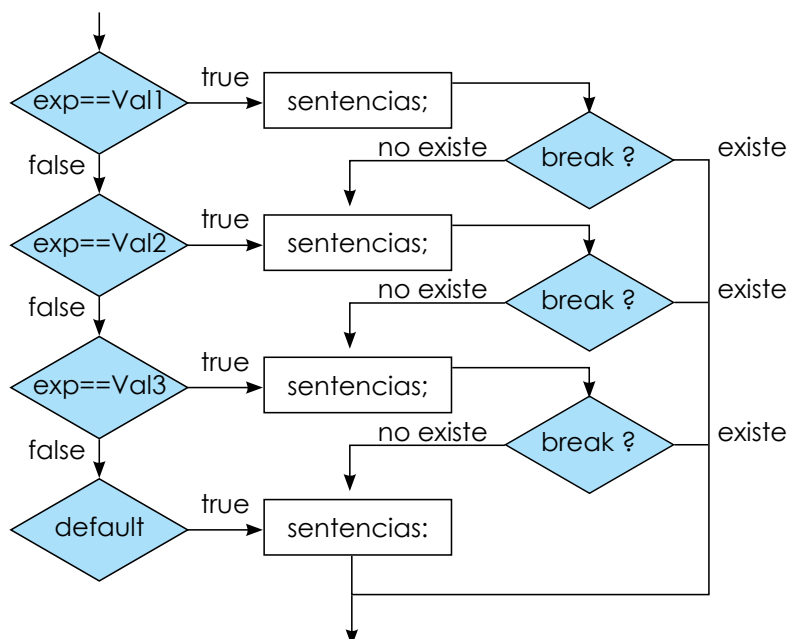 true
exp==Val1
sentencias;
false
no existe
break ?
existe
true
exp==Val2
sentencias;
false
no existe
break ?
existe
true
exp==Val3
sentencias;
false
no existe
break ?
existe
true
default
sentencias: